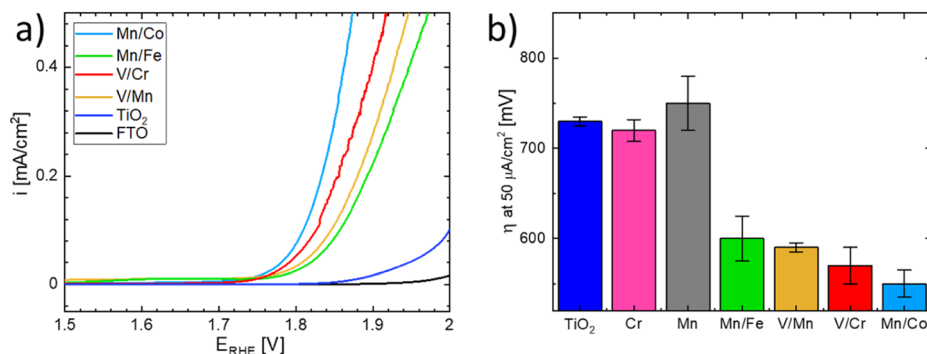 a)
Mn/Co
Mn/Fe
V/Cr
V/Mn
TiO₂
FTO
i [mA/cm²]
0.4
0.2
0
1.5 1.6 1.7 1.8 1.9 2
E_RHE [V]
b)
η at 50 μA/cm² [mV]
800
700
600
TiO₂ Cr Mn Mn/Fe V/Mn V/Cr Mn/Co